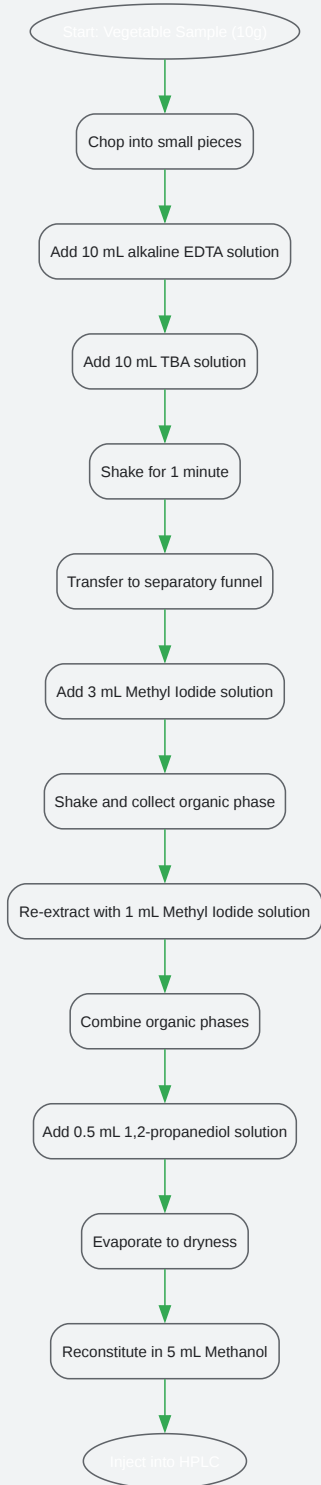 Start: Vegetable Sample (10g)
Chop into small pieces
Add 10 mL alkaline EDTA solution
Add 10 mL TBA solution
Shake for 1 minute
Transfer to separatory funnel
Add 3 mL Methyl Iodide solution
Shake and collect organic phase
Re-extract with 1 mL Methyl Iodide solution
Combine organic phases
Add 0.5 mL 1,2-propanediol solution
Evaporate to dryness
Reconstitute in 5 mL Methanol
Inject into HPLC